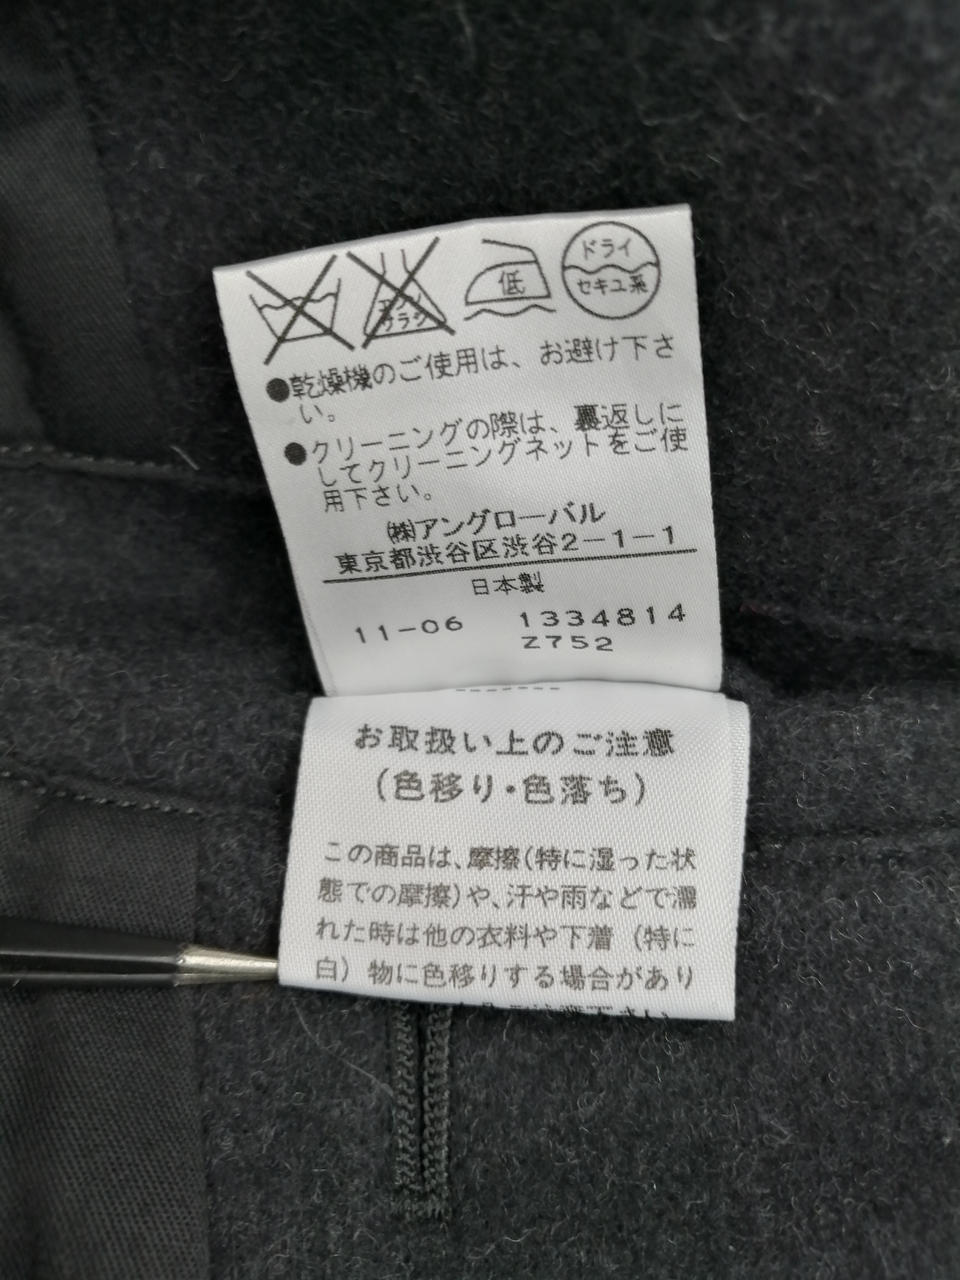 エンソ
サラシ
低
ドライ
セキユ系
●乾燥機のご使用は、お避け下さ
い。
●クリーニングの際は、裏返しに
してクリーニングネットをご使
用下さい。
㈱アングローバル
東京都渋谷区渋谷2-1-1
日本製
11-06 1334814
Z752
お取扱い上のご注意
(色移り・色落ち)
この商品は、摩擦(特に湿った状
態での摩擦)や、汗や雨などで濡
れた時は他の衣料や下着(特に
白)物に色移りする場合があり